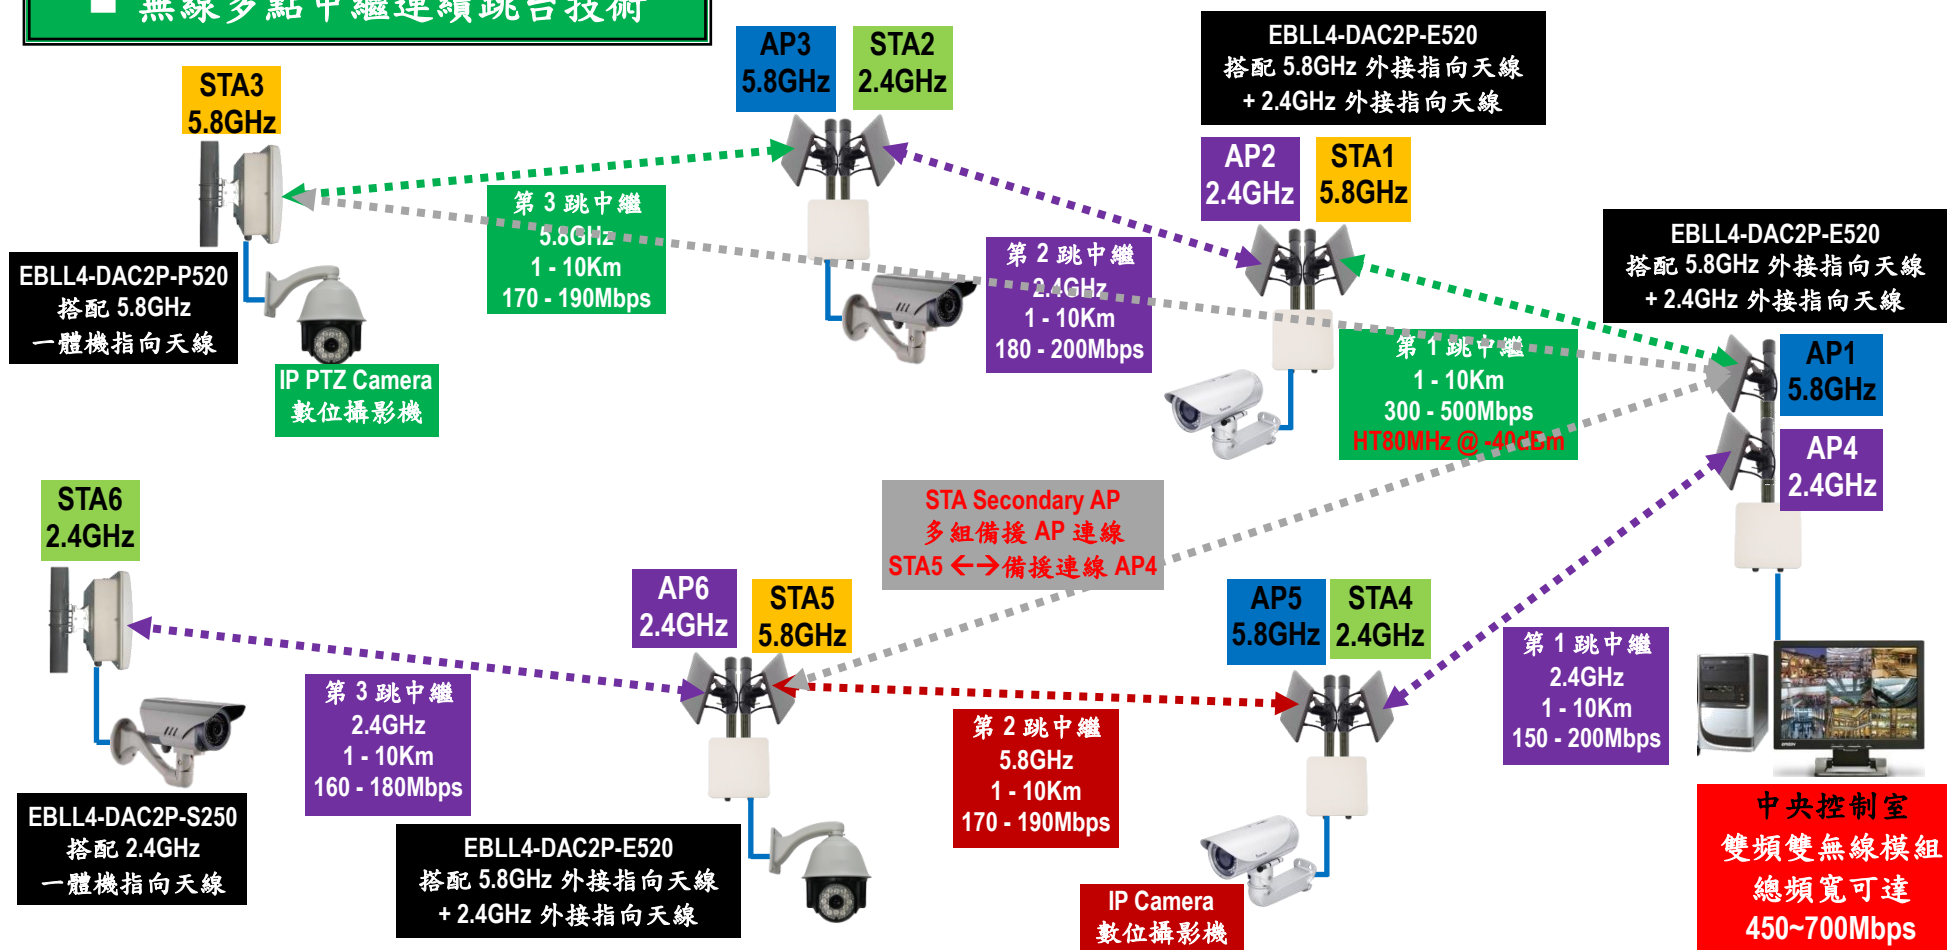 ■ 無線多點中繼連續跳台技術
STA3
5.8GHz
AP3
5.8GHz
STA2
2.4GHz
EBLL4-DAC2P-E520
搭配 5.8GHz 外接指向天線
+ 2.4GHz 外接指向天線
AP2
2.4GHz
STA1
5.8GHz
EBLL4-DAC2P-E520
搭配 5.8GHz 外接指向天線
+ 2.4GHz 外接指向天線
第 3 跳中繼
5.8GHz
1 - 10Km
170 - 190Mbps
第 2 跳中繼
2.4GHz
1 - 10Km
180 - 200Mbps
第 1 跳中繼
1 - 10Km
300 - 500Mbps
HT80MHz @ -40dBm
EBLL4-DAC2P-P520
搭配 5.8GHz
一體機指向天線
IP PTZ Camera
數位攝影機
AP1
5.8GHz
AP4
2.4GHz
STA6
2.4GHz
STA Secondary AP
多組備援 AP 連線
STA5 ←→備援連線 AP4
AP6
2.4GHz
STA5
5.8GHz
AP5
5.8GHz
STA4
2.4GHz
第 3 跳中繼
2.4GHz
1 - 10Km
160 - 180Mbps
第 2 跳中繼
5.8GHz
1 - 10Km
170 - 190Mbps
第 1 跳中繼
2.4GHz
1 - 10Km
150 - 200Mbps
EBLL4-DAC2P-S250
搭配 2.4GHz
一體機指向天線
EBLL4-DAC2P-E520
搭配 5.8GHz 外接指向天線
+ 2.4GHz 外接指向天線
IP Camera
數位攝影機
中央控制室
雙頻雙無線模組
總頻寬可達
450~700Mbps